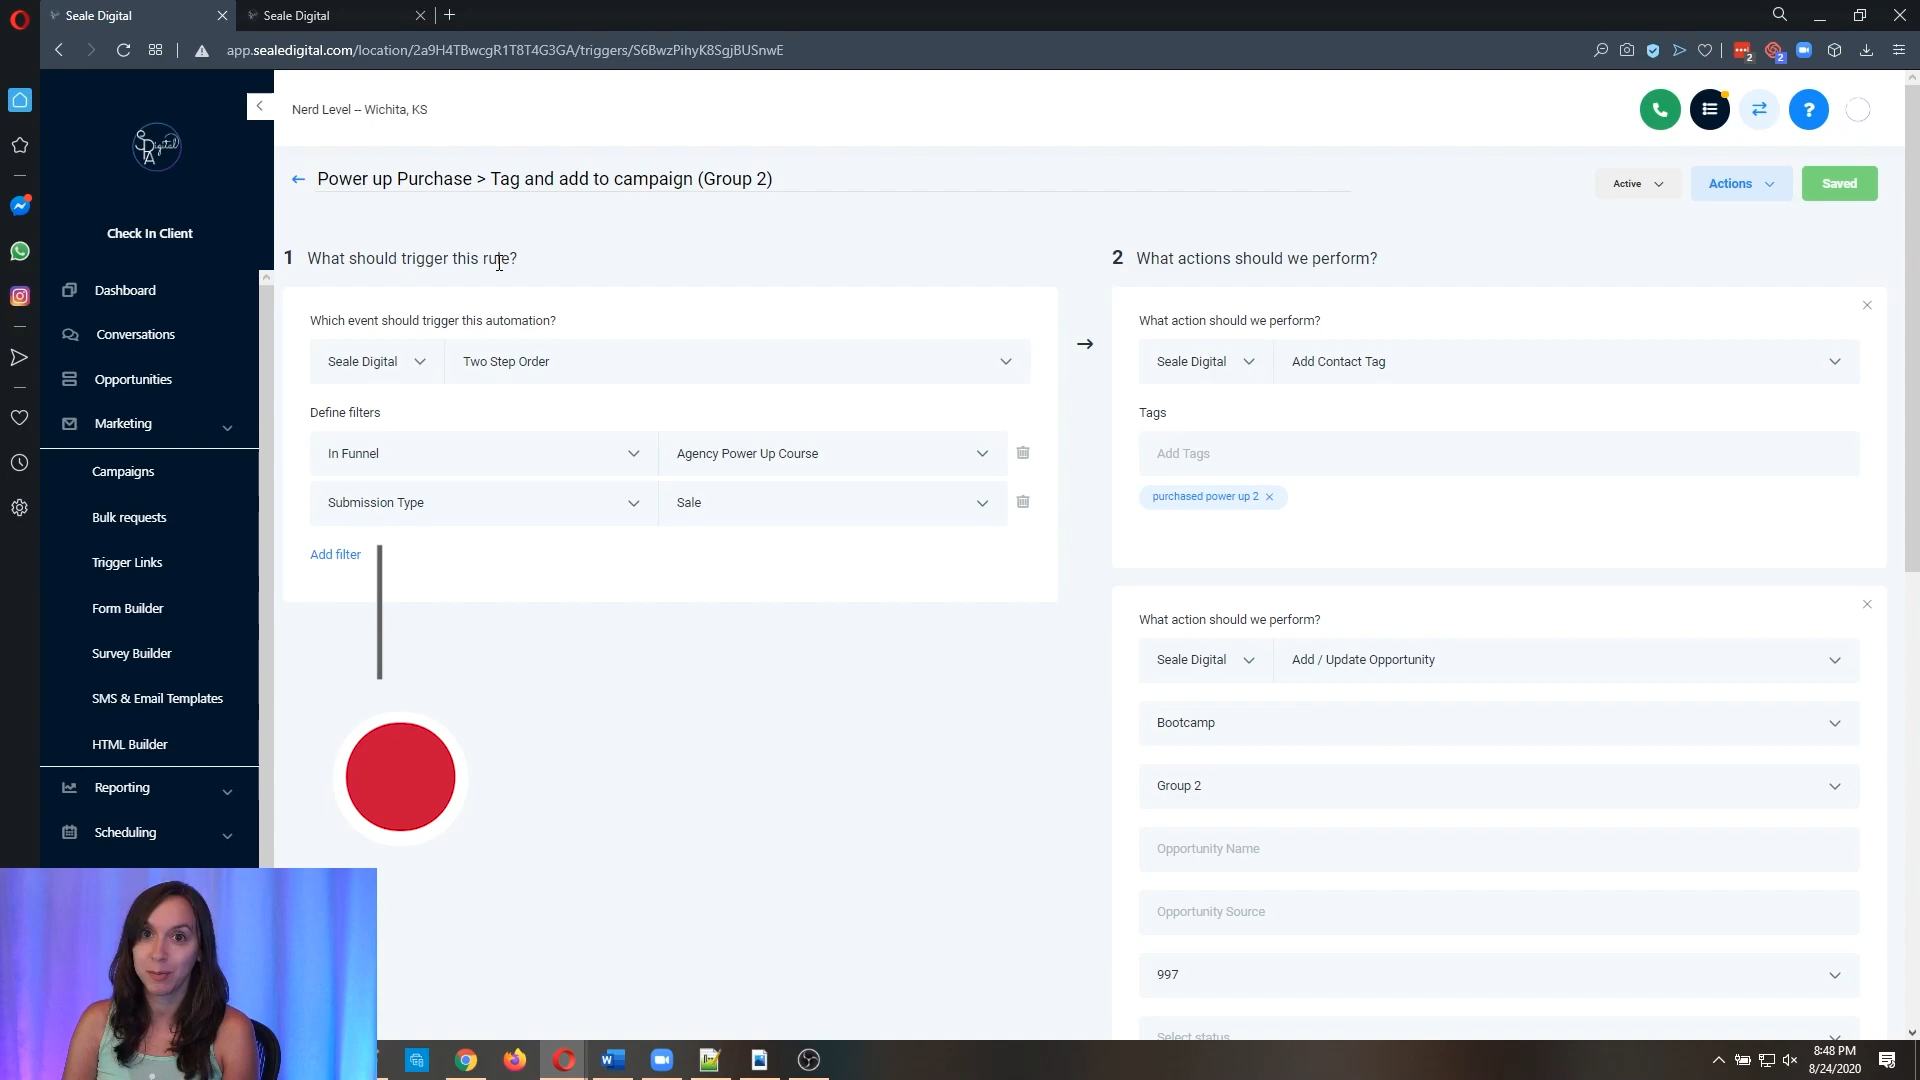 Seale Digital
Seale Digital
app.sealedigital.com/location/2a9H4TBwcgR1T8T4G3GA/triggers/S6BwzPihyK8SgjBUSnwE
2
2
Digital
Nerd Level -- Wichita, KS
?
Check In Client
Dashboard
Conversations
Opportunities
Marketing
Campaigns
Bulk requests
Trigger Links
Form Builder
Survey Builder
SMS & Email Templates
HTML Builder
Reporting
Scheduling
Power up Purchase > Tag and add to campaign (Group 2)
Active
Actions
Saved
1 What should trigger this rule?
Which event should trigger this automation?
Seale Digital
Two Step Order
Define filters
In Funnel
Agency Power Up Course
Submission Type
Sale
Add filter
2 What actions should we perform?
What action should we perform?
Seale Digital
Add Contact Tag
Tags
Add Tags
purchased power up 2
What action should we perform?
Seale Digital
Add / Update Opportunity
Bootcamp
Group 2
Opportunity Name
Opportunity Source
997
Select status
8:48 PM
8/24/2020